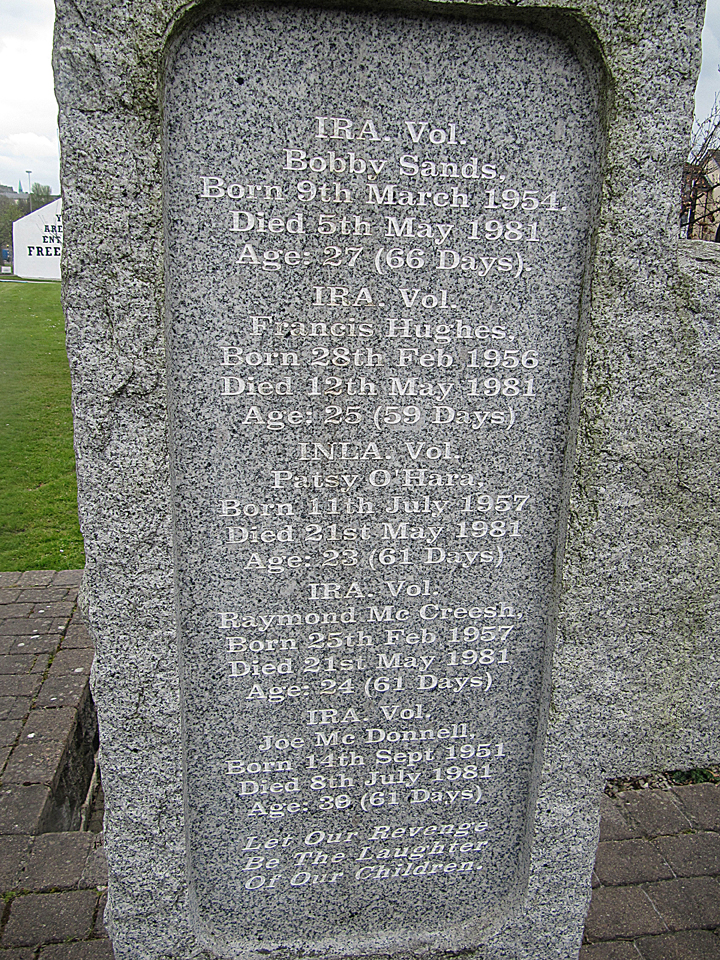 IRA. Vol.
Bobby Sands.
Born 9th March 1954.
Died 5th May 1981
Age: 27 (66 Days).
IRA. Vol.
Francis Hughes,
Born 28th Feb 1956
Died 12th May 1981
Age: 25 (59 Days)
INLA. Vol.
Patsy O'Hara,
Born 11th July 1957
Died 21st May 1981
Age: 23 (61 Days)
IRA. Vol.
Raymond Mc Creesh,
Born 25th Feb 1957
Died 21st May 1981
Age: 24 (61 Days)
IRA. Vol.
Joe Mc Donnell,
Born 14th Sept 1951
Died 8th July 1981
Age: 30 (61 Days)
Let Our Revenge
Be The Laughter
Of Our Children.
ARE
EN
FREE